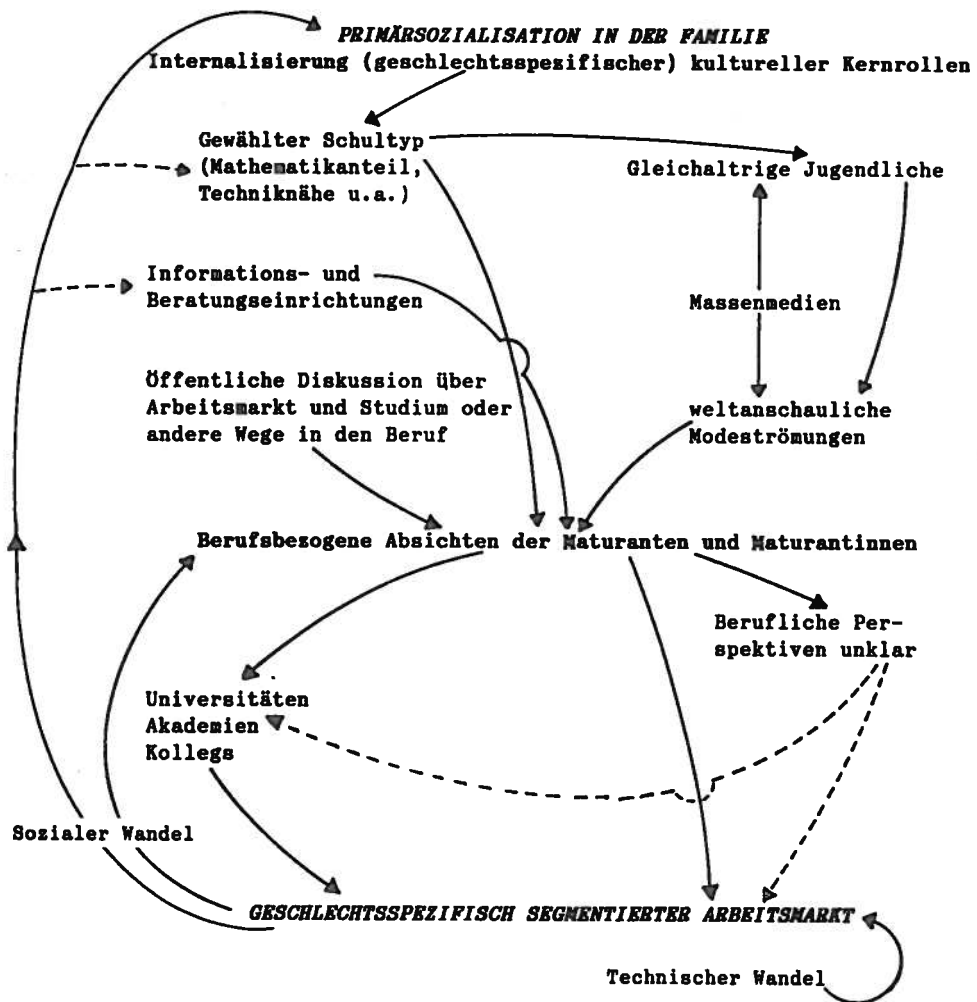 PRIMÄRSOZIALISATION IN DER FAMILIE
Internalisierung (geschlechtsspezifischer) kultureller Kernrollen
Gewählter Schultyp
(Mathematikanteil,
Techniknähe u.a.)
Gleichaltrige Jugendliche
Informations- und
Beratungseinrichtungen
Massenmedien
Öffentliche Diskussion über
Arbeitsmarkt und Studium oder
andere Wege in den Beruf
weltanschauliche
Modeströmungen
Berufsbezogene Absichten der Maturanten und Maturantinnen
Berufliche Per-
spektiven unklar
Universitäten
Akademien
Kollegs
Sozialer Wandel
GESCHLECHTSSPEZIFISCH SEGMENTIERTER ARBEITSMARKT
Technischer Wandel